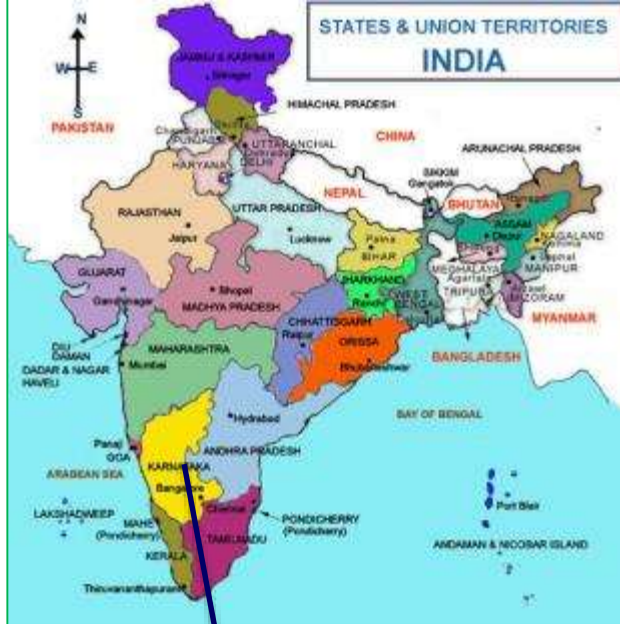 STATES & UNION TERRITORIES
INDIA
N
W
E
S
JAMMU & KASHMIR
Srinagar
HIMACHAL PRADESH
PAKISTAN
Chandigarh
PUNJAB
UTTARANCHAL
DELHI
CHINA
HARYANA
ARUNACHAL PRADESH
NEPAL
SIKKIM
Gangatok
BHUTAN
RAJASTHAN
Jaipur
UTTAR PRADESH
Lucknow
ASSAM
Dispur
NAGALAND
Patna
BIHAR
MEGHALAYA
MANIPUR
Agartala
TRIPURA
MIZORAM
GUJARAT
Gandhinagar
Bhopal
MADHYA PRADESH
JHARKHAND
Ranchi
WEST
BENGAL
MYANMAR
CHHATTISGARH
Raipur
ORISSA
Bhubaneshwar
BANGLADESH
DIU
DAMAN
DADAR & NAGAR
HAVELI
MAHARASHTRA
Mumbai
Hydrabad
BAY OF BENGAL
Panaji
GOA
ANDHRA PRADESH
ARABEAN SEA
KARNATAKA
Bangalore
Chennai
LAKSHADWEEP
MAHE
(Pondicherry)
PONDICHERRY
(Pondicherry)
Port Blair
KERALA
TAMILNADU
ANDAMAN & NICOBAR ISLAND
Thiruvananthapuram